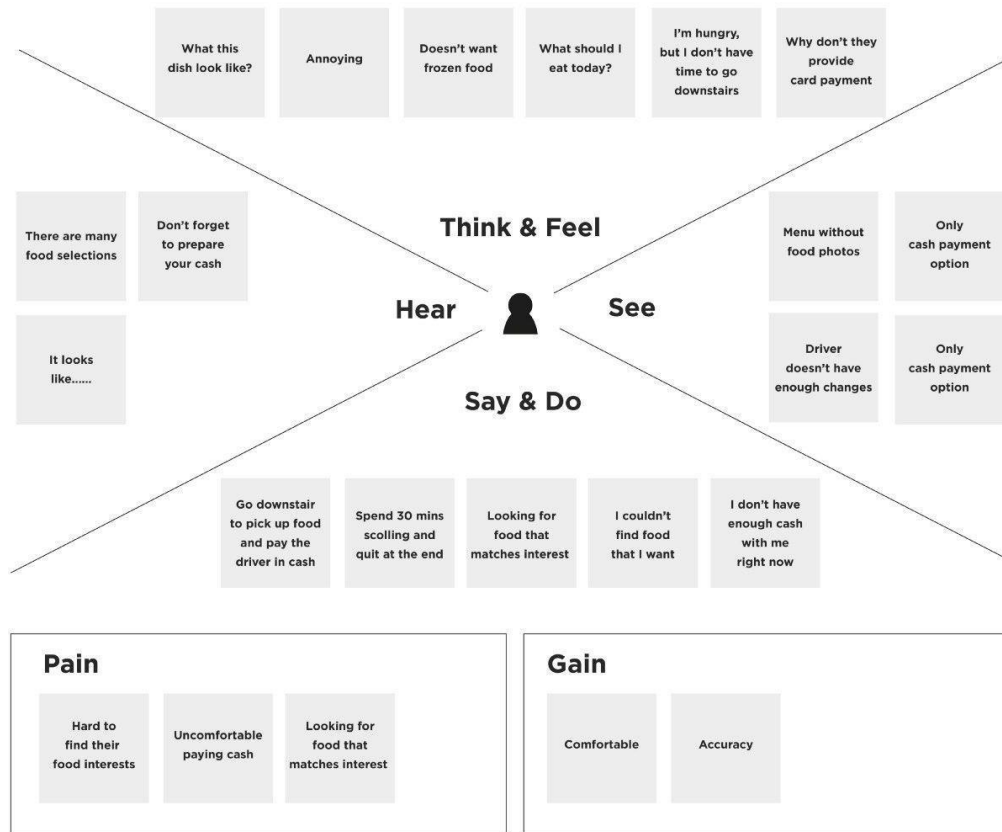 What this
dish look like?
Annoying
Doesn't want
frozen food
What should I
eat today?
I'm hungry,
but I don't have
time to go
downstairs
Why don't they
provide
card payment
Think & Feel
There are many
food selections
Don't forget
to prepare
your cash
It looks
like......
Hear
See
Menu without
food photos
Only
cash payment
option
Driver
doesn't have
enough changes
Only
cash payment
option
Say & Do
Go downstair
to pick up food
and pay the
driver in cash
Spend 30 mins
scolling and
quit at the end
Looking for
food that
matches interest
I couldn't
find food
that I want
I don't have
enough cash
with me
right now
Pain
Hard to
find their
food interests
Uncomfortable
paying cash
Looking for
food that
matches interest
Gain
Comfortable
Accuracy